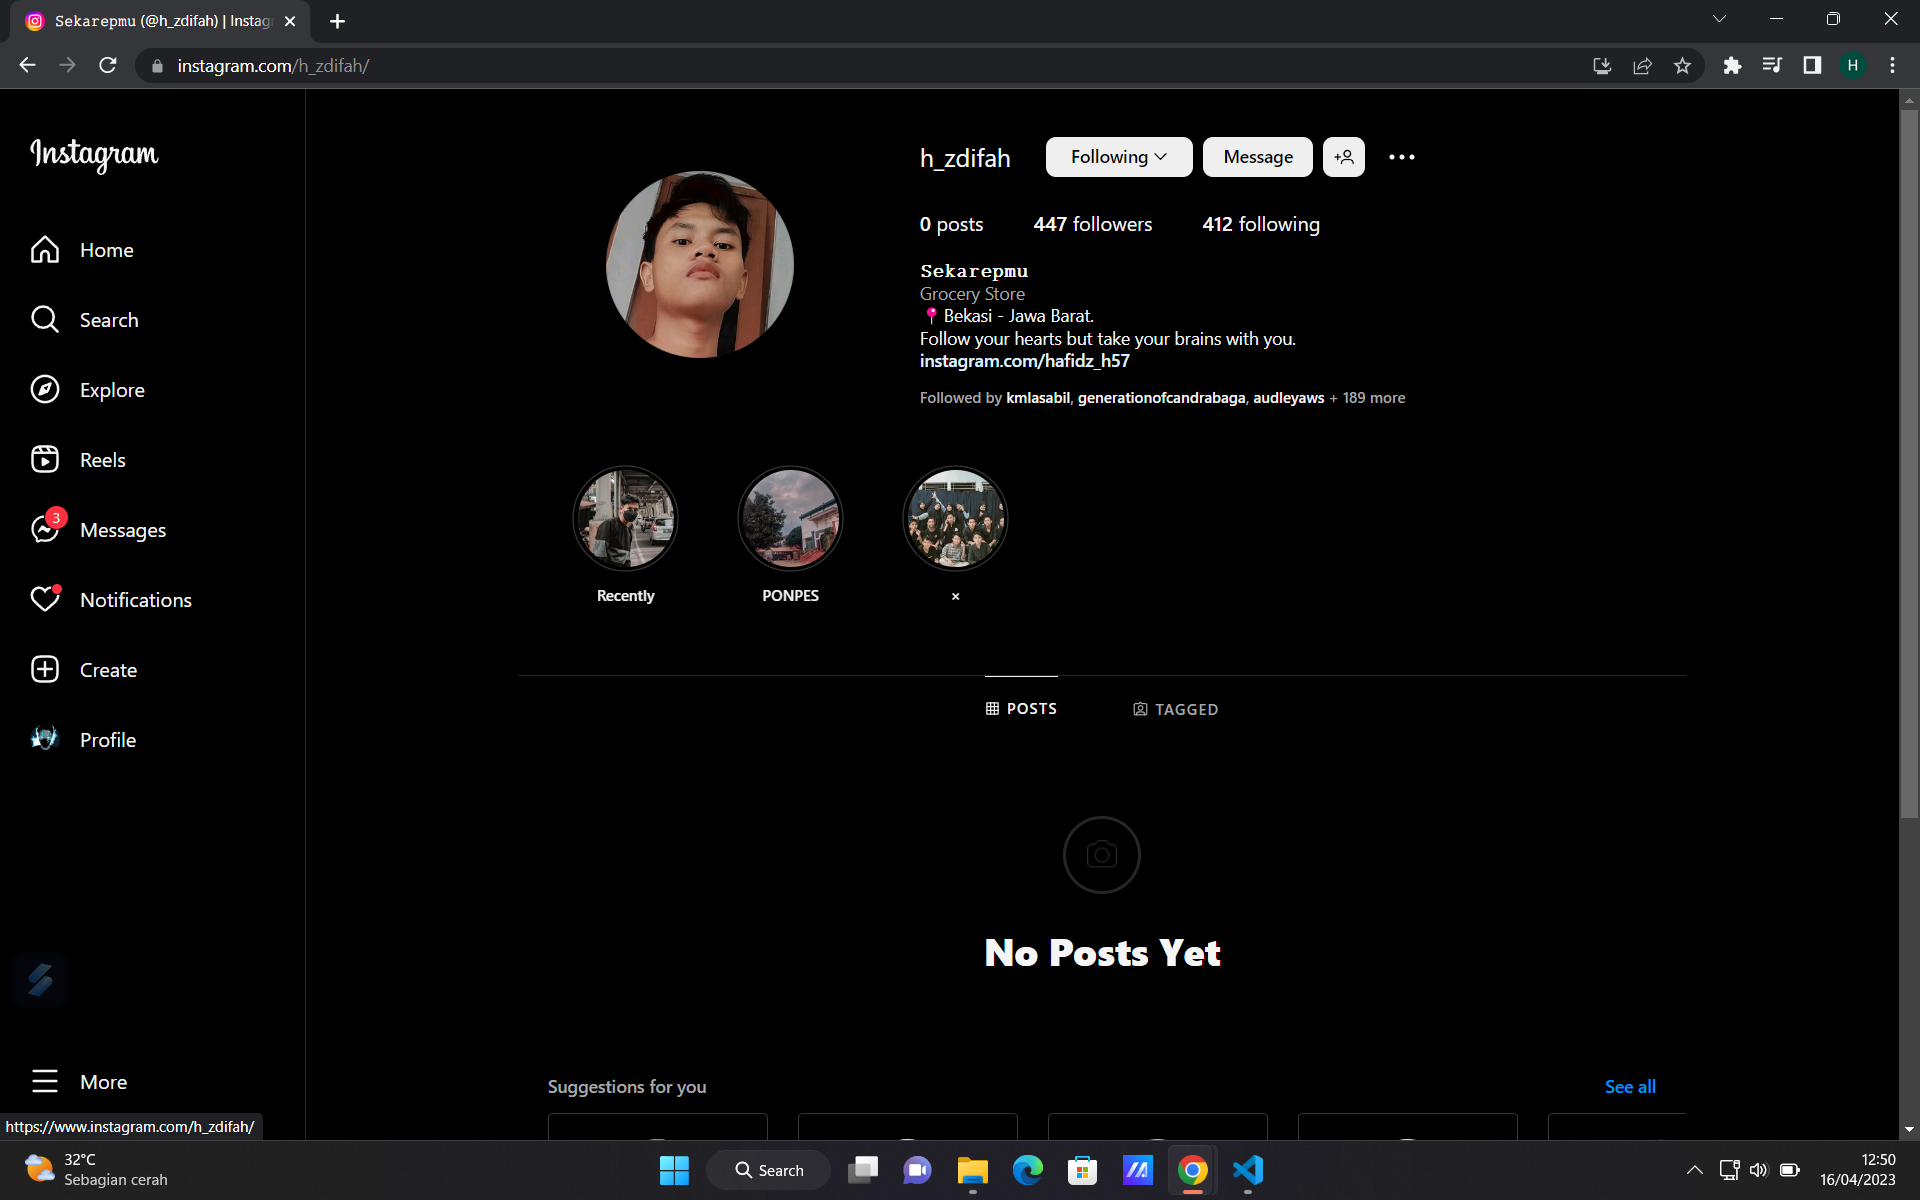 Sekarepmu (@h_zdifah) | Instag
instagram.com/h_zdifah/
H
Instagram
Home
Search
Explore
Reels
3
Messages
Notifications
Create
Profile
More
h_zdifah
Following
Message
0 posts
447 followers
412 following
Sekarepmu
Grocery Store
📍 Bekasi - Jawa Barat.
Follow your hearts but take your brains with you.
instagram.com/hafidz_h57
Followed by kmlasabil, generationofcandrabaga, audleyaws + 189 more
Recently
PONPES
×
POSTS
TAGGED
No Posts Yet
Suggestions for you
See all
https://www.instagram.com/h_zdifah/
32°C
Sebagian cerah
Search
12:50
16/04/2023